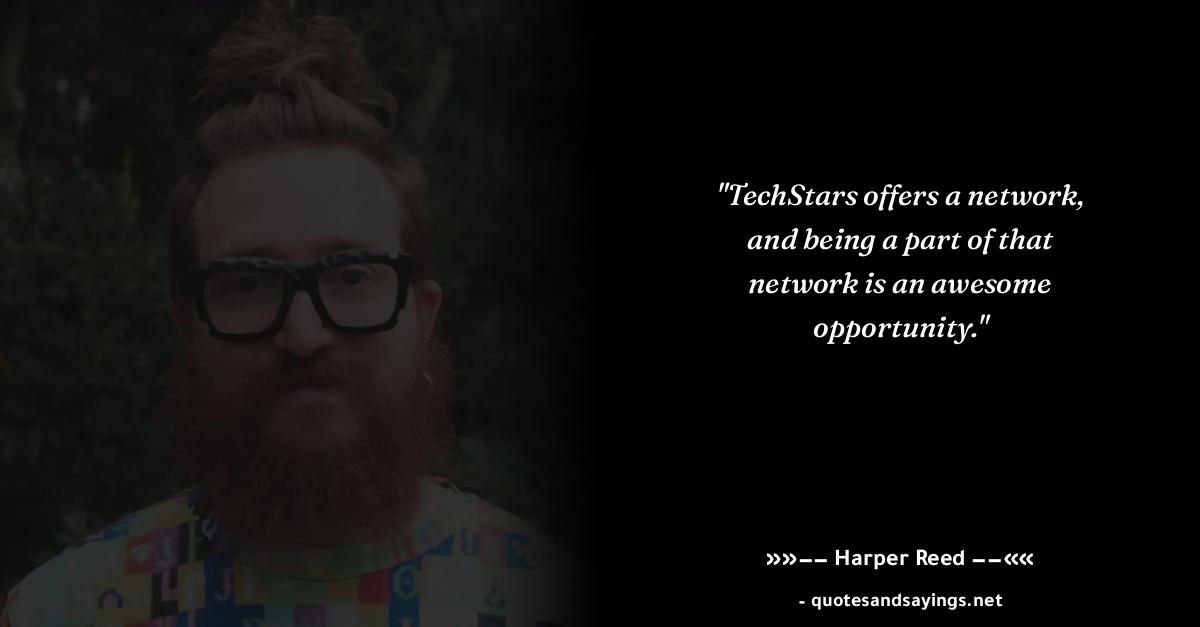 "TechStars offers a network,
and being a part of that
network is an awesome
opportunity."
»»−− Harper Reed −−««
- quotesandsayings.net